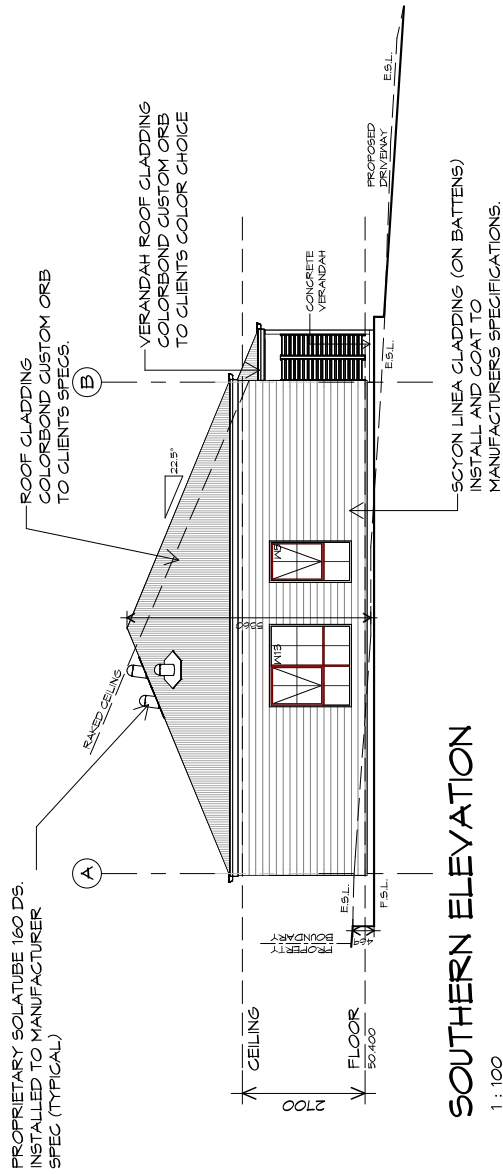 PROPRIETARY SOLATUBE 160 DS.
INSTALLED TO MANUFACTURER
SPEC (TYPICAL)
ROOF CLADDING
COLORBOND CUSTOM ORB
TO CLIENTS SPECS.
VERANDAH ROOF CLADDING
COLORBOND CUSTOM ORB
TO CLIENTS COLOR CHOICE
A
B
RAKED CEILING
22.5°
W13
W5
CONCRETE
VERANDAH
PROPOSED
DRIVEWAY
E.S.L.
E.S.L.
E.S.L.
F.S.L.
PROPERTY
BOUNDARY
CEILING
FLOOR
50.400
2700
SCYON LINEA CLADDING (ON BATTENS)
INSTALL AND COAT TO
MANUFACTURERS SPECIFICATIONS.
SOUTHERN ELEVATION
1 : 100